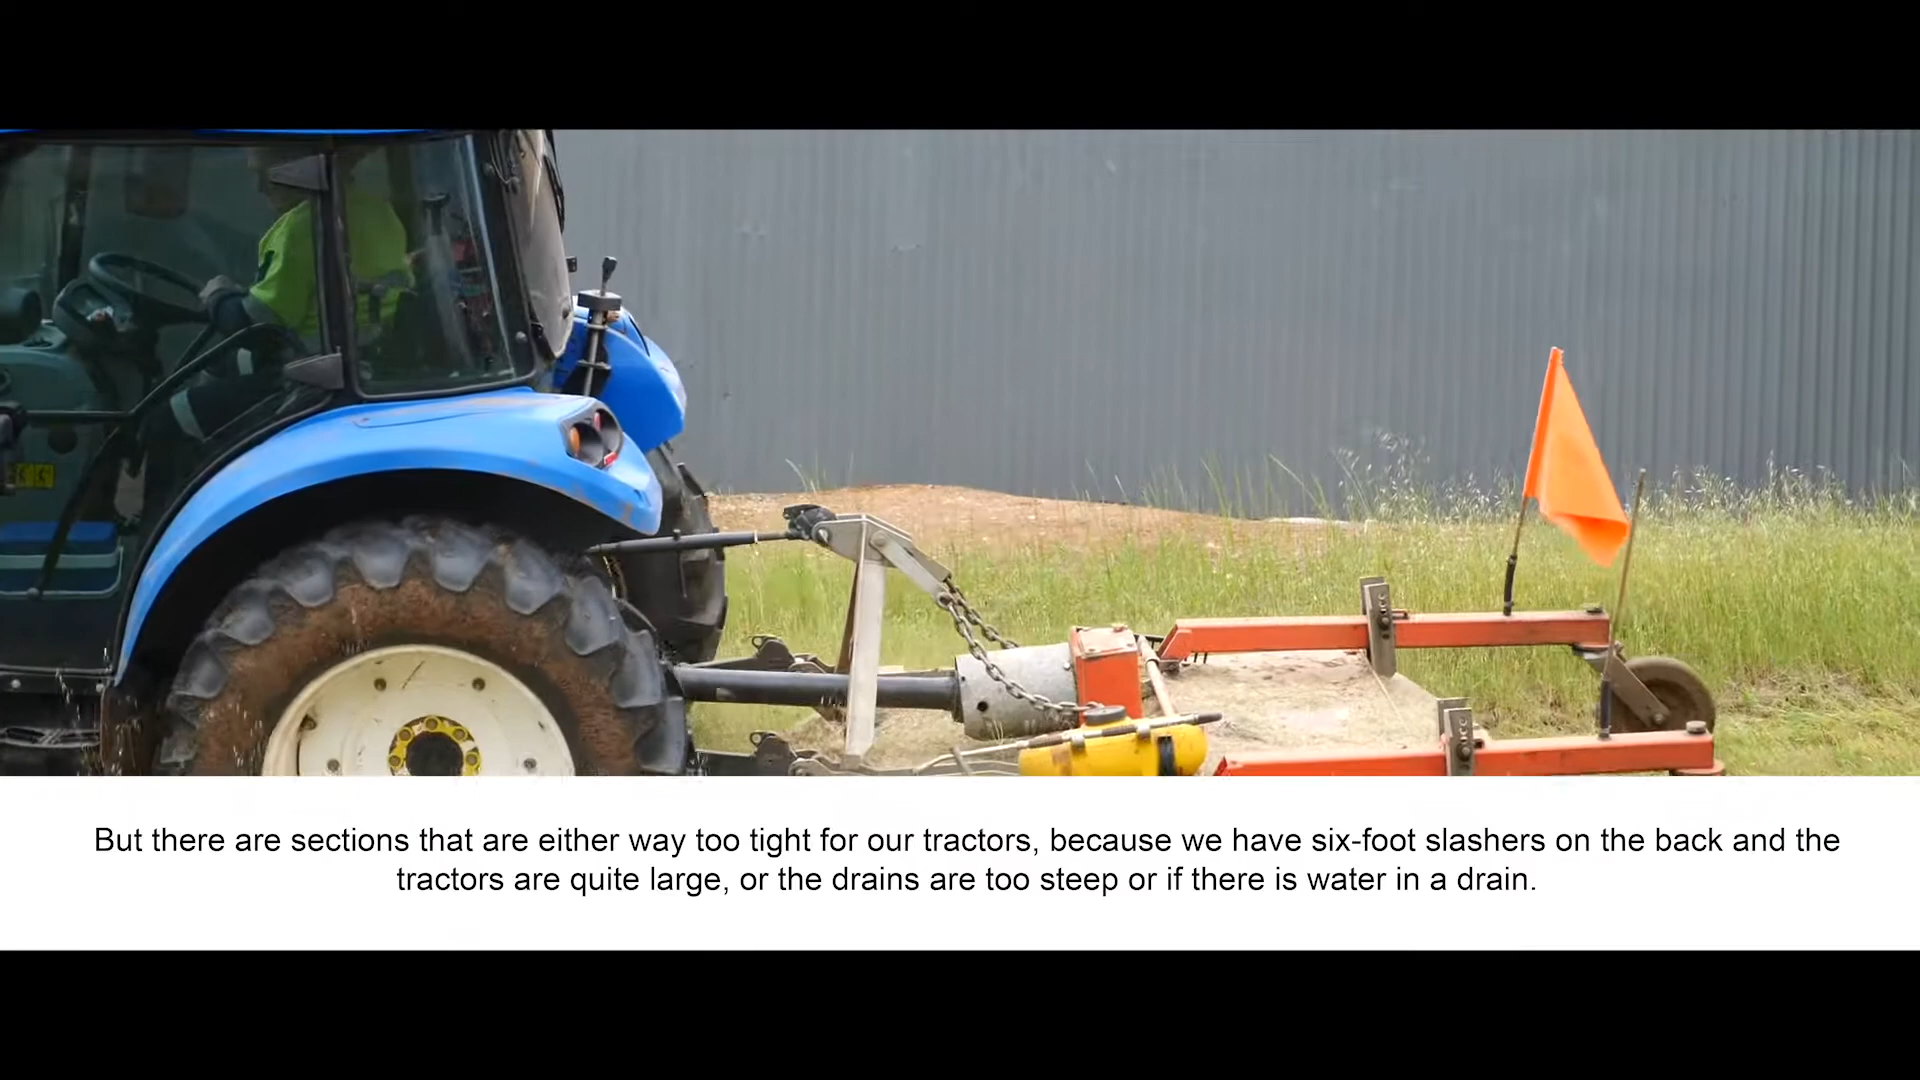 But there are sections that are either way too tight for our tractors, because we have six-foot slashers on the back and the
tractors are quite large, or the drains are too steep or if there is water in a drain.